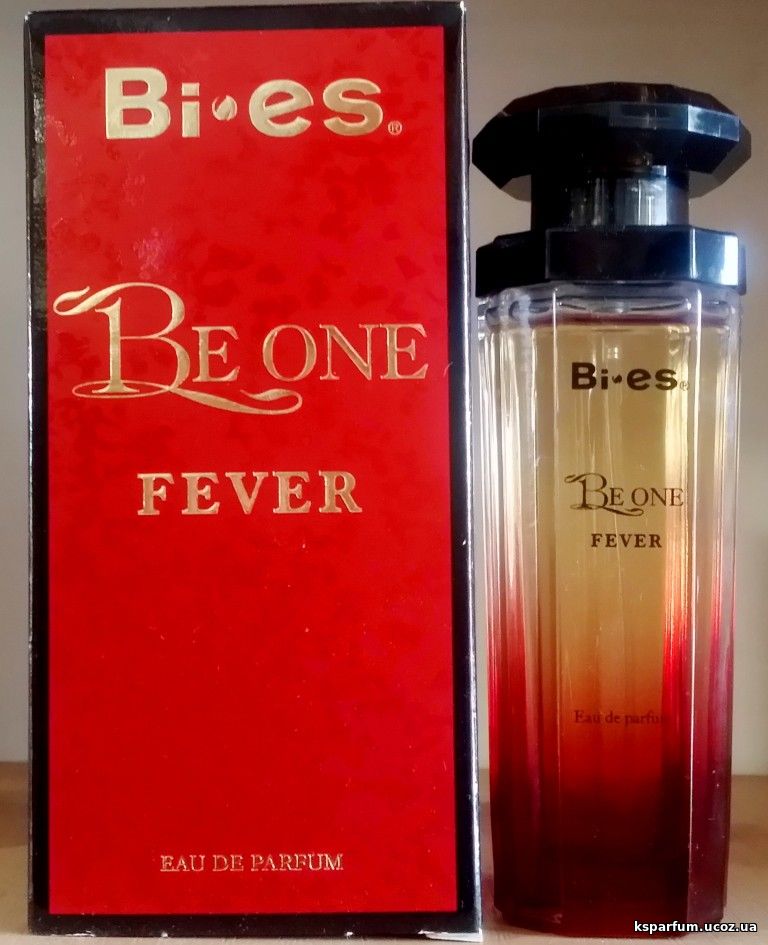 Bi·es®
BE ONE
FEVER
EAU DE PARFUM
Bi·es®
BE ONE
FEVER
Eau de parfum
ksparfum.ucoz.ua